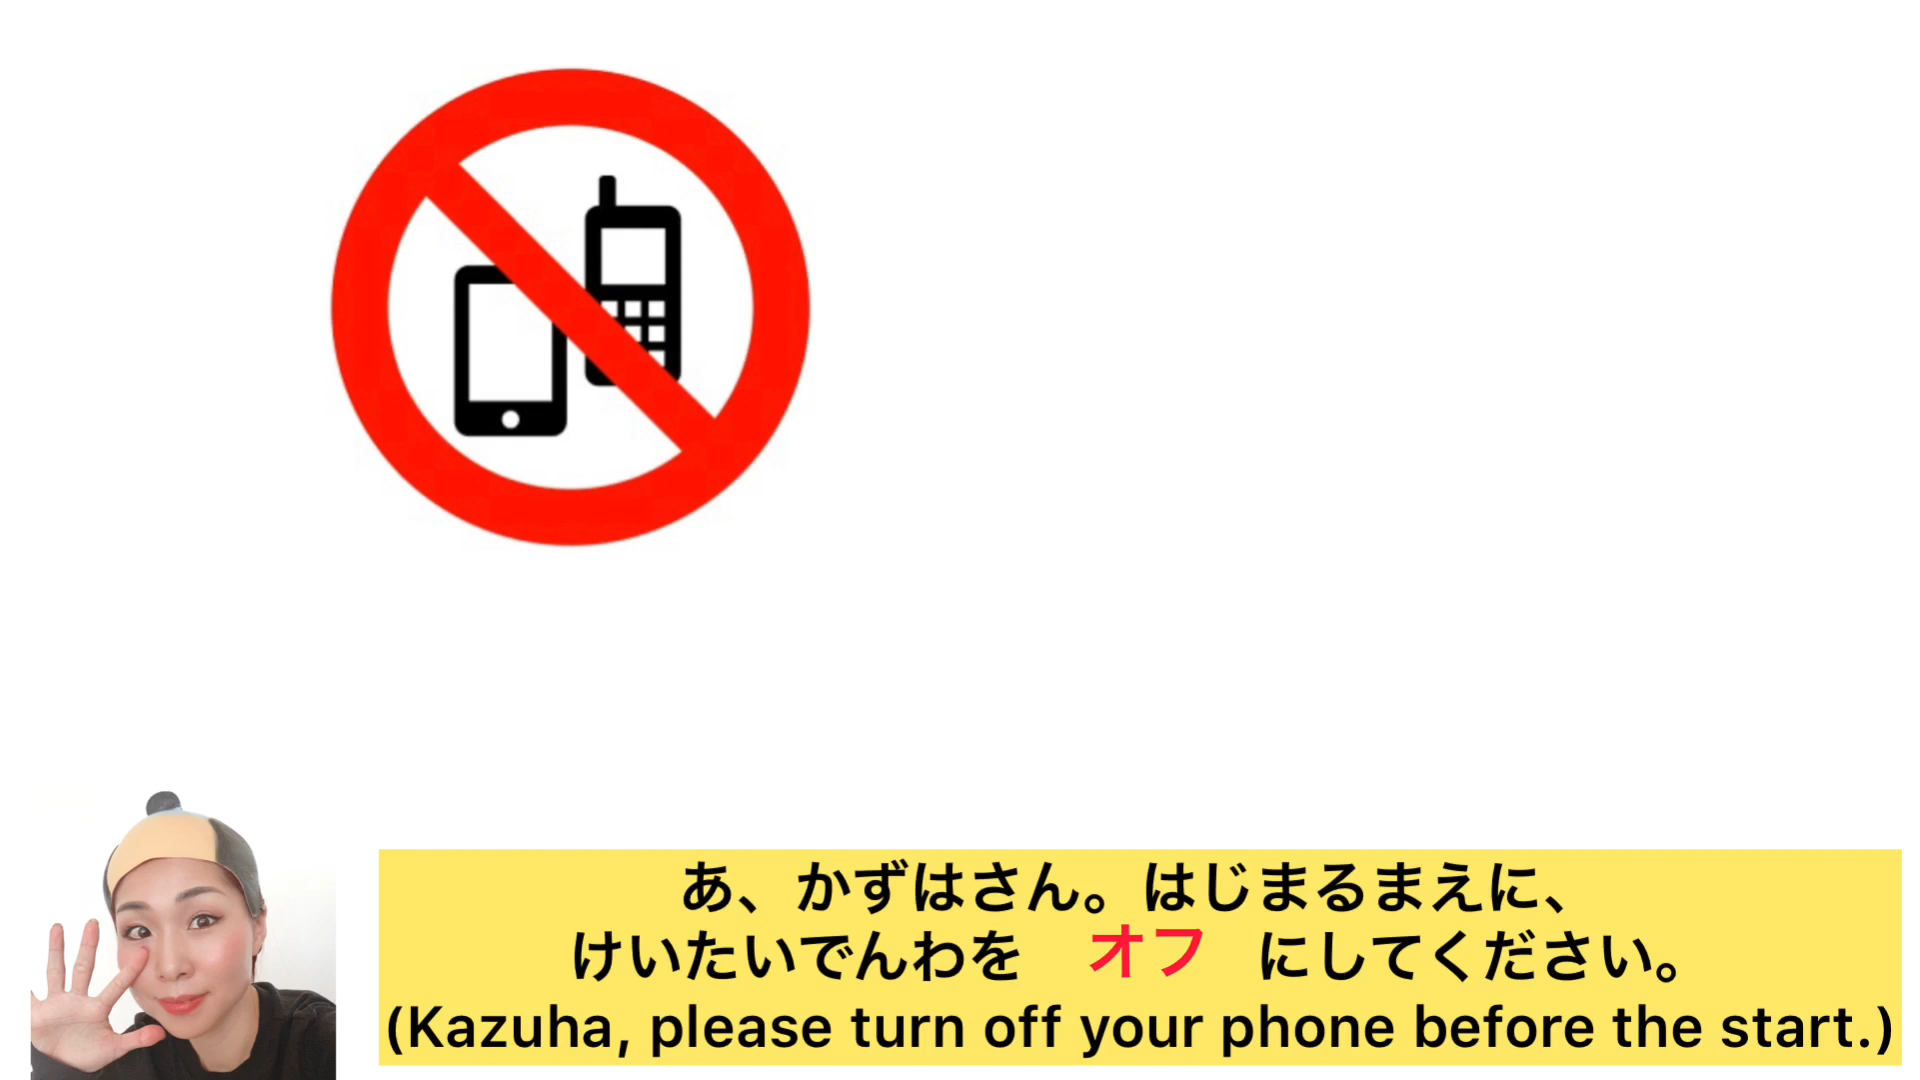 あ、かずはさん。はじまるまえに、
けいたいでんわを　オフ　にしてください。
(Kazuha, please turn off your phone before the start.)